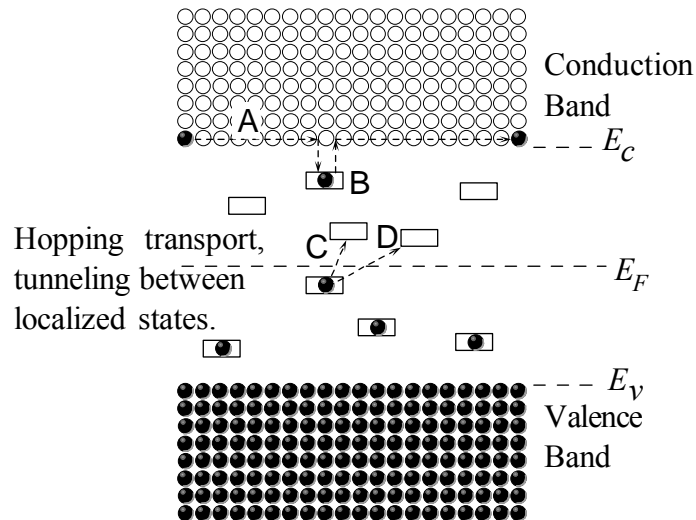 Conduction
Band
A
E_c
B
Hopping transport,
tunneling between
localized states.
C
D
E_F
E_v
Valence
Band